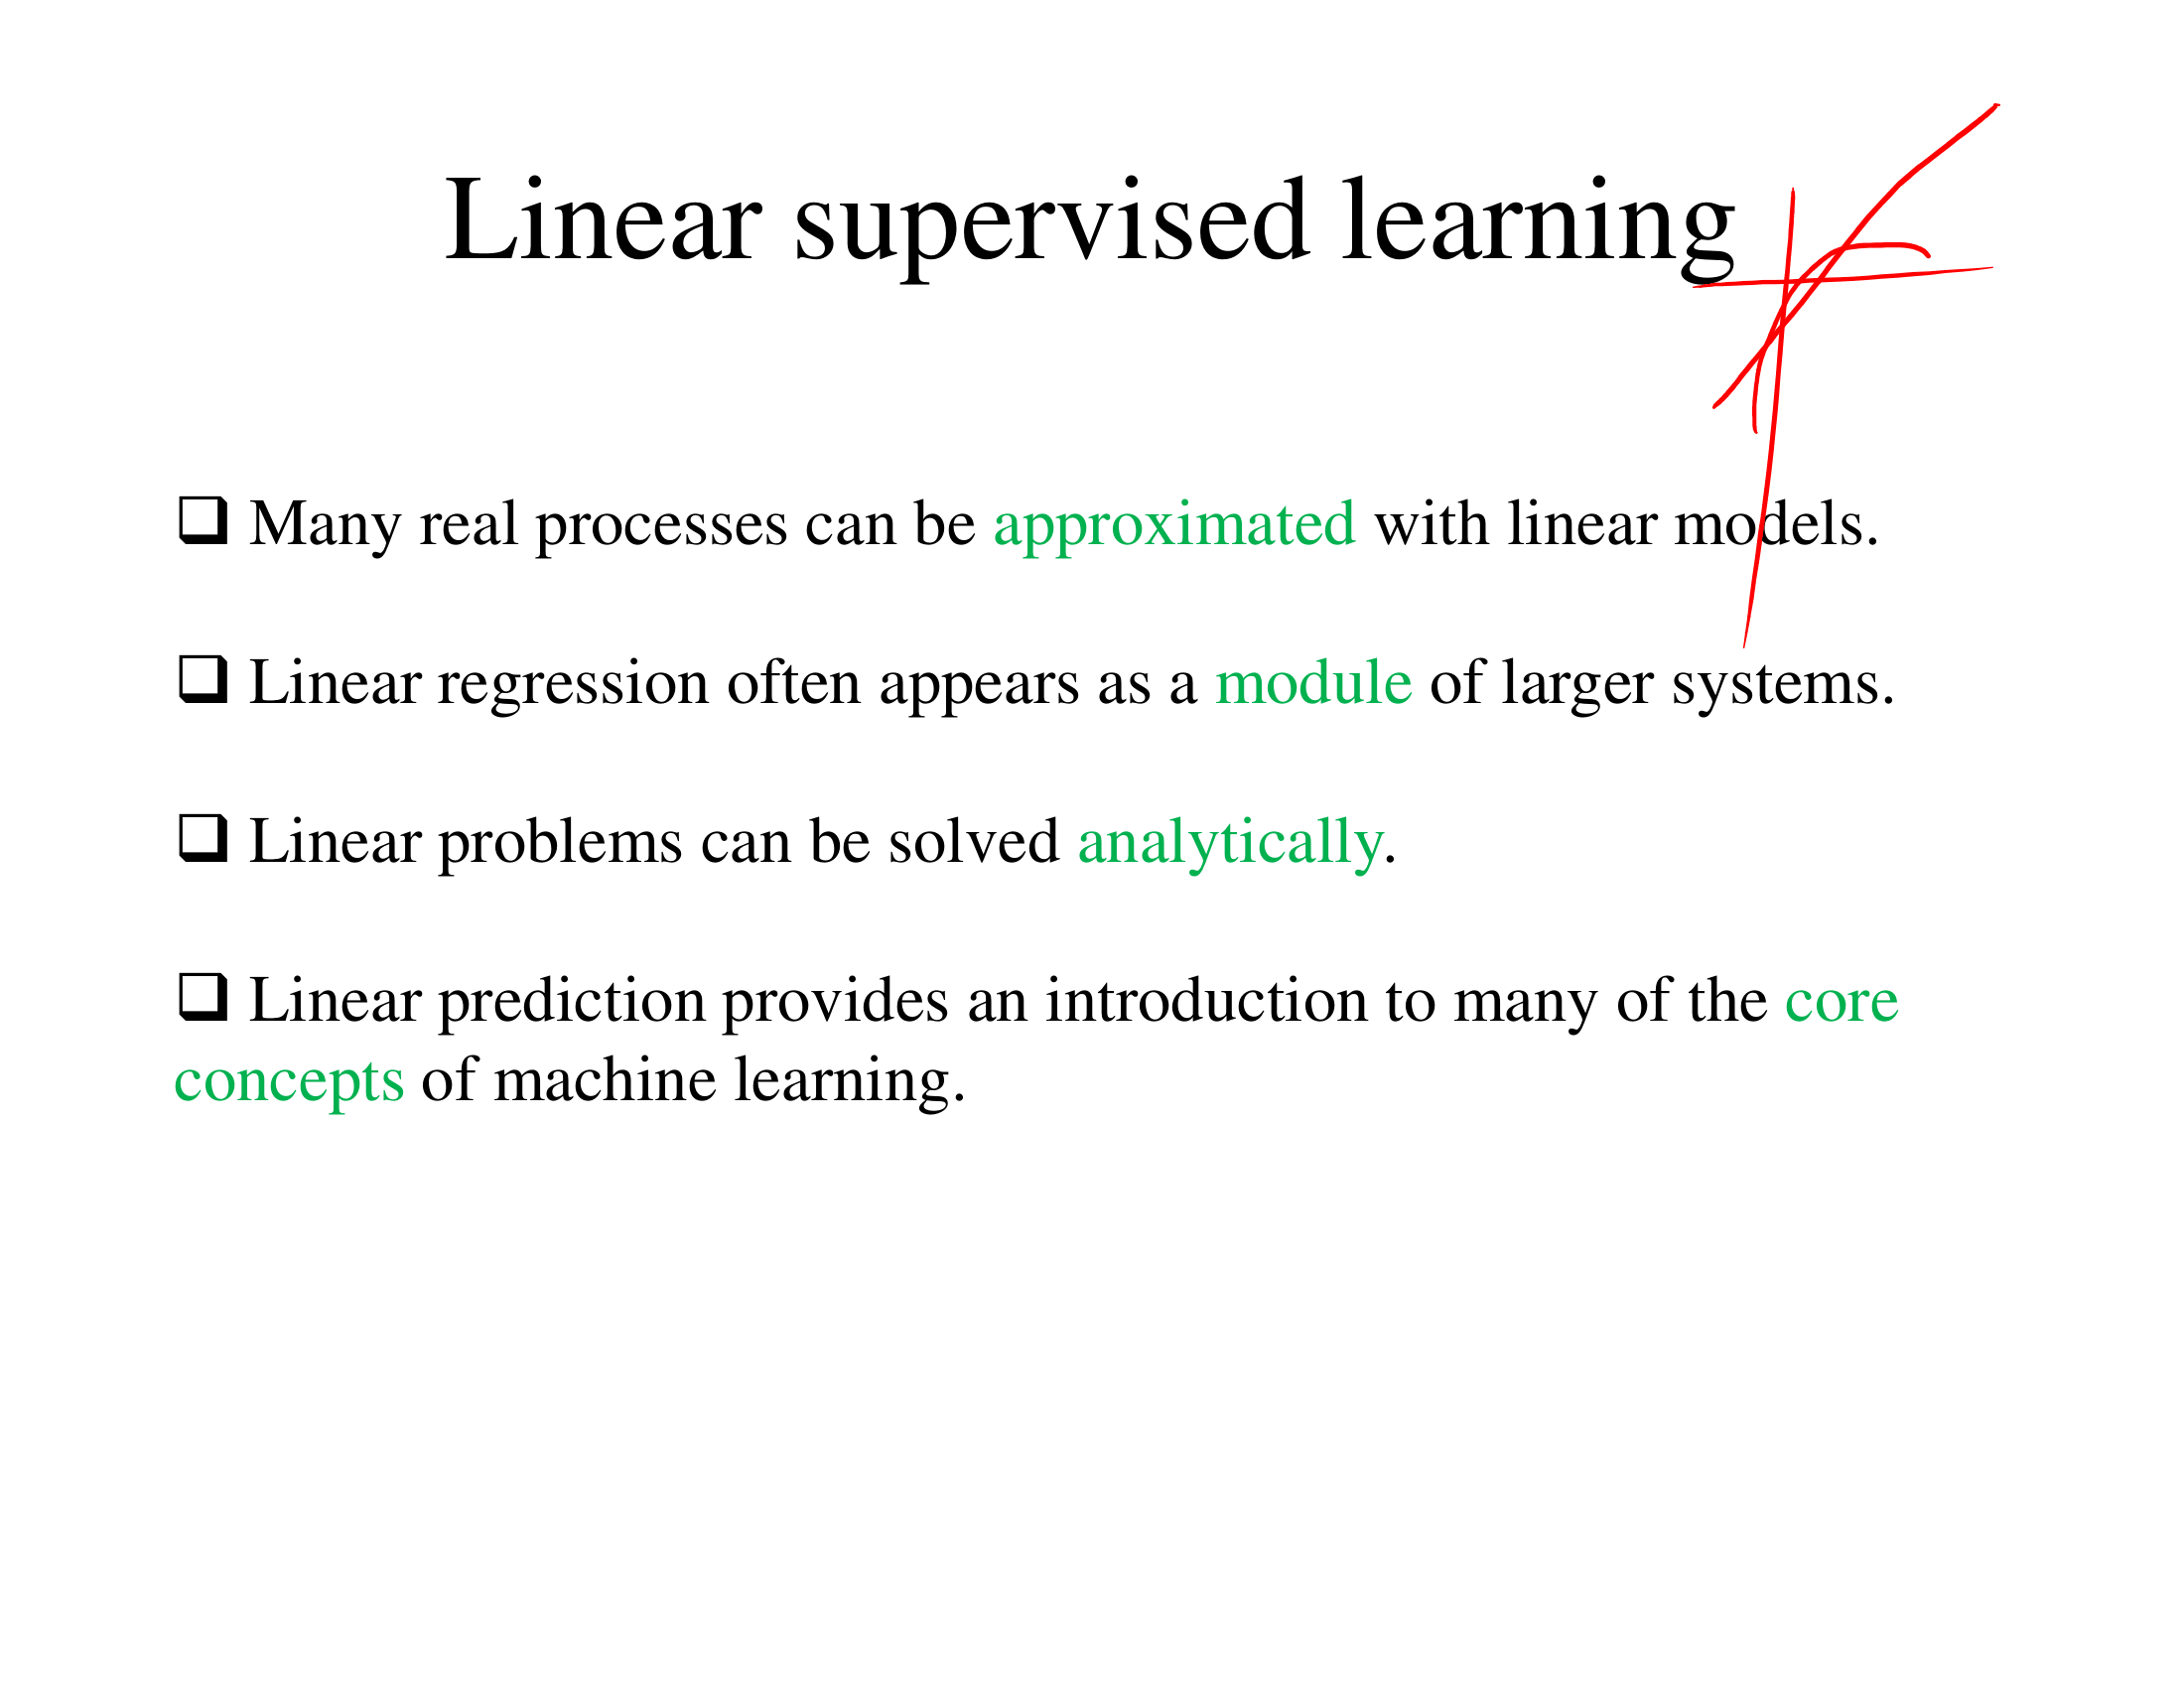 Linear supervised learning
❑ Many real processes can be approximated with linear models.
❑ Linear regression often appears as a module of larger systems.
❑ Linear problems can be solved analytically.
❑ Linear prediction provides an introduction to many of the core
concepts of machine learning.